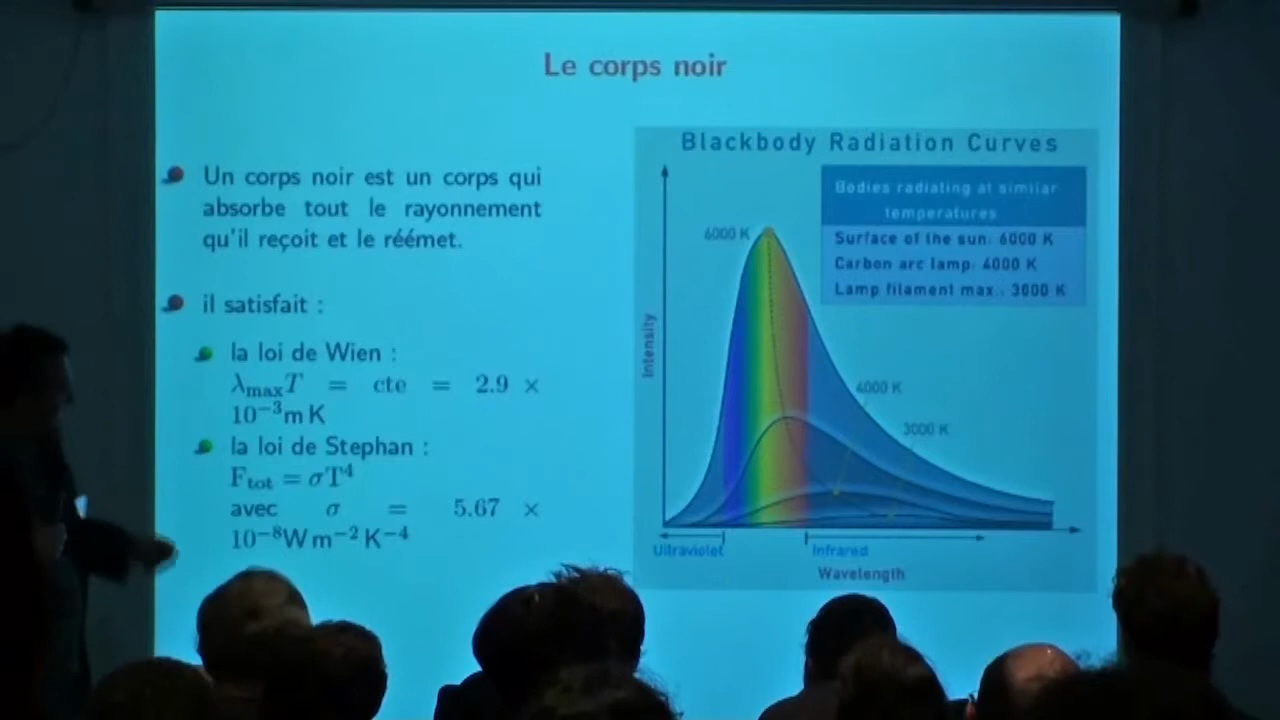 Le corps noir
Un corps noir est un corps qui
absorbe tout le rayonnement
qu'il reçoit et le réémet.
il satisfait :
la loi de Wien :
λmaxT = cte = 2.9 ×
10⁻³m K
la loi de Stephan :
Ftot = σT⁴
avec σ = 5.67 ×
10⁻⁸W m⁻² K⁻⁴
Blackbody Radiation Curves
Bodies radiating at similar
temperatures
Surface of the sun: 6000 K
Carbon arc lamp: 4000 K
Lamp filament max.: 3000 K
6000 K
4000 K
3000 K
Intensity
Ultraviolet
Infrared
Wavelength